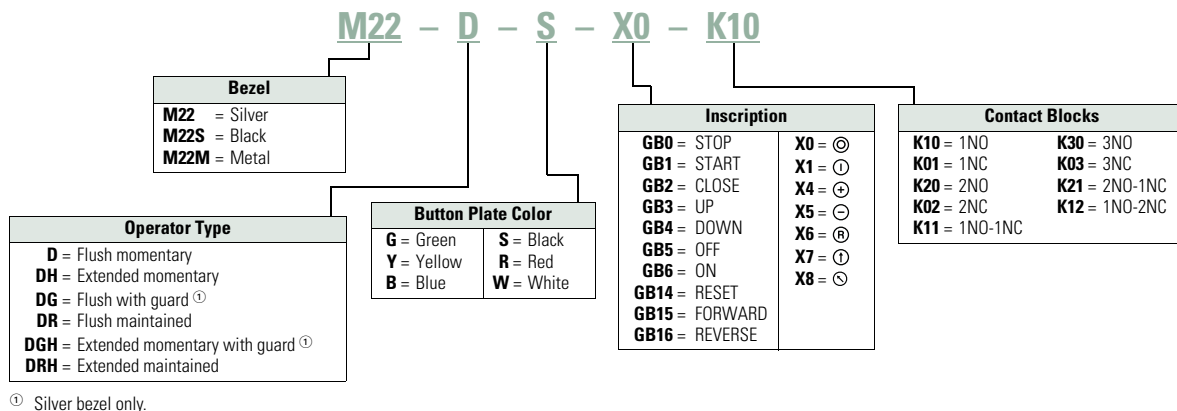 M22 – D – S – X0 – K10
Bezel
M22 = Silver
M22S = Black
M22M = Metal
Operator Type
D = Flush momentary
DH = Extended momentary
DG = Flush with guard ①
DR = Flush maintained
DGH = Extended momentary with guard ①
DRH = Extended maintained
Button Plate Color
G = Green
Y = Yellow
B = Blue
S = Black
R = Red
W = White
Inscription
GB0 = STOP
GB1 = START
GB2 = CLOSE
GB3 = UP
GB4 = DOWN
GB5 = OFF
GB6 = ON
GB14 = RESET
GB15 = FORWARD
GB16 = REVERSE
X0 = ◎
X1 = Ⓘ
X4 = ⊕
X5 = ⊖
X6 = Ⓡ
X7 = ⓛ
X8 = ⦸
Contact Blocks
K10 = 1NO
K01 = 1NC
K20 = 2NO
K02 = 2NC
K11 = 1NO-1NC
K30 = 3NO
K03 = 3NC
K21 = 2NO-1NC
K12 = 1NO-2NC
① Silver bezel only.